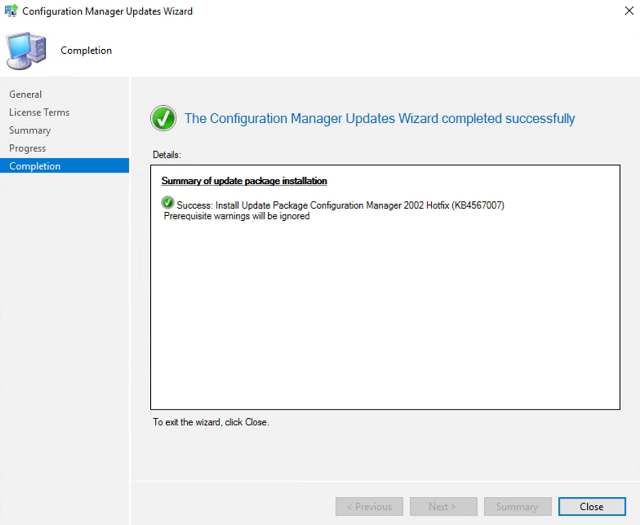 Configuration Manager Updates Wizard
Completion
General
License Terms
Summary
Progress
Completion
The Configuration Manager Updates Wizard completed successfully
Details:
Summary of update package installation
Success: Install Update Package Configuration Manager 2002 Hotfix (KB4567007)
Prerequisite warnings will be ignored
To exit the wizard, click Close.
< Previous
Next >
Summary
Close